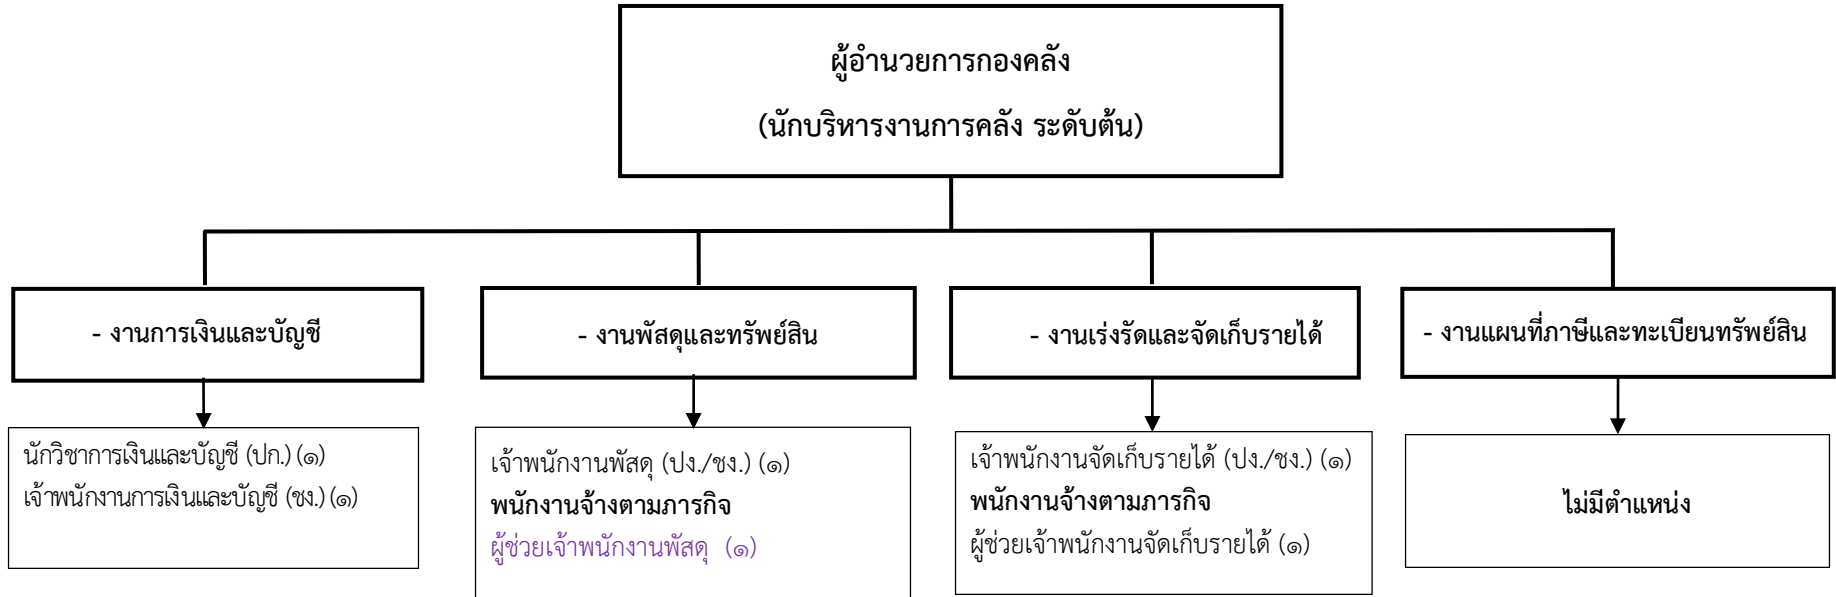 ผู้อำนวยการกองคลัง
(นักบริหารงานการคลัง ระดับต้น)
- งานการเงินและบัญชี
- งานพัสดุและทรัพย์สิน
- งานเร่งรัดและจัดเก็บรายได้
- งานแผนที่ภาษีและทะเบียนทรัพย์สิน
นักวิชาการเงินและบัญชี (ปก.) (๑)
เจ้าพนักงานการเงินและบัญชี (ชง.) (๑)
เจ้าพนักงานพัสดุ (ปง./ชง.) (๑)
พนักงานจ้างตามภารกิจ
ผู้ช่วยเจ้าพนักงานพัสดุ (๑)
เจ้าพนักงานจัดเก็บรายได้ (ปง./ชง.) (๑)
พนักงานจ้างตามภารกิจ
ผู้ช่วยเจ้าพนักงานจัดเก็บรายได้ (๑)
ไม่มีตำแหน่ง